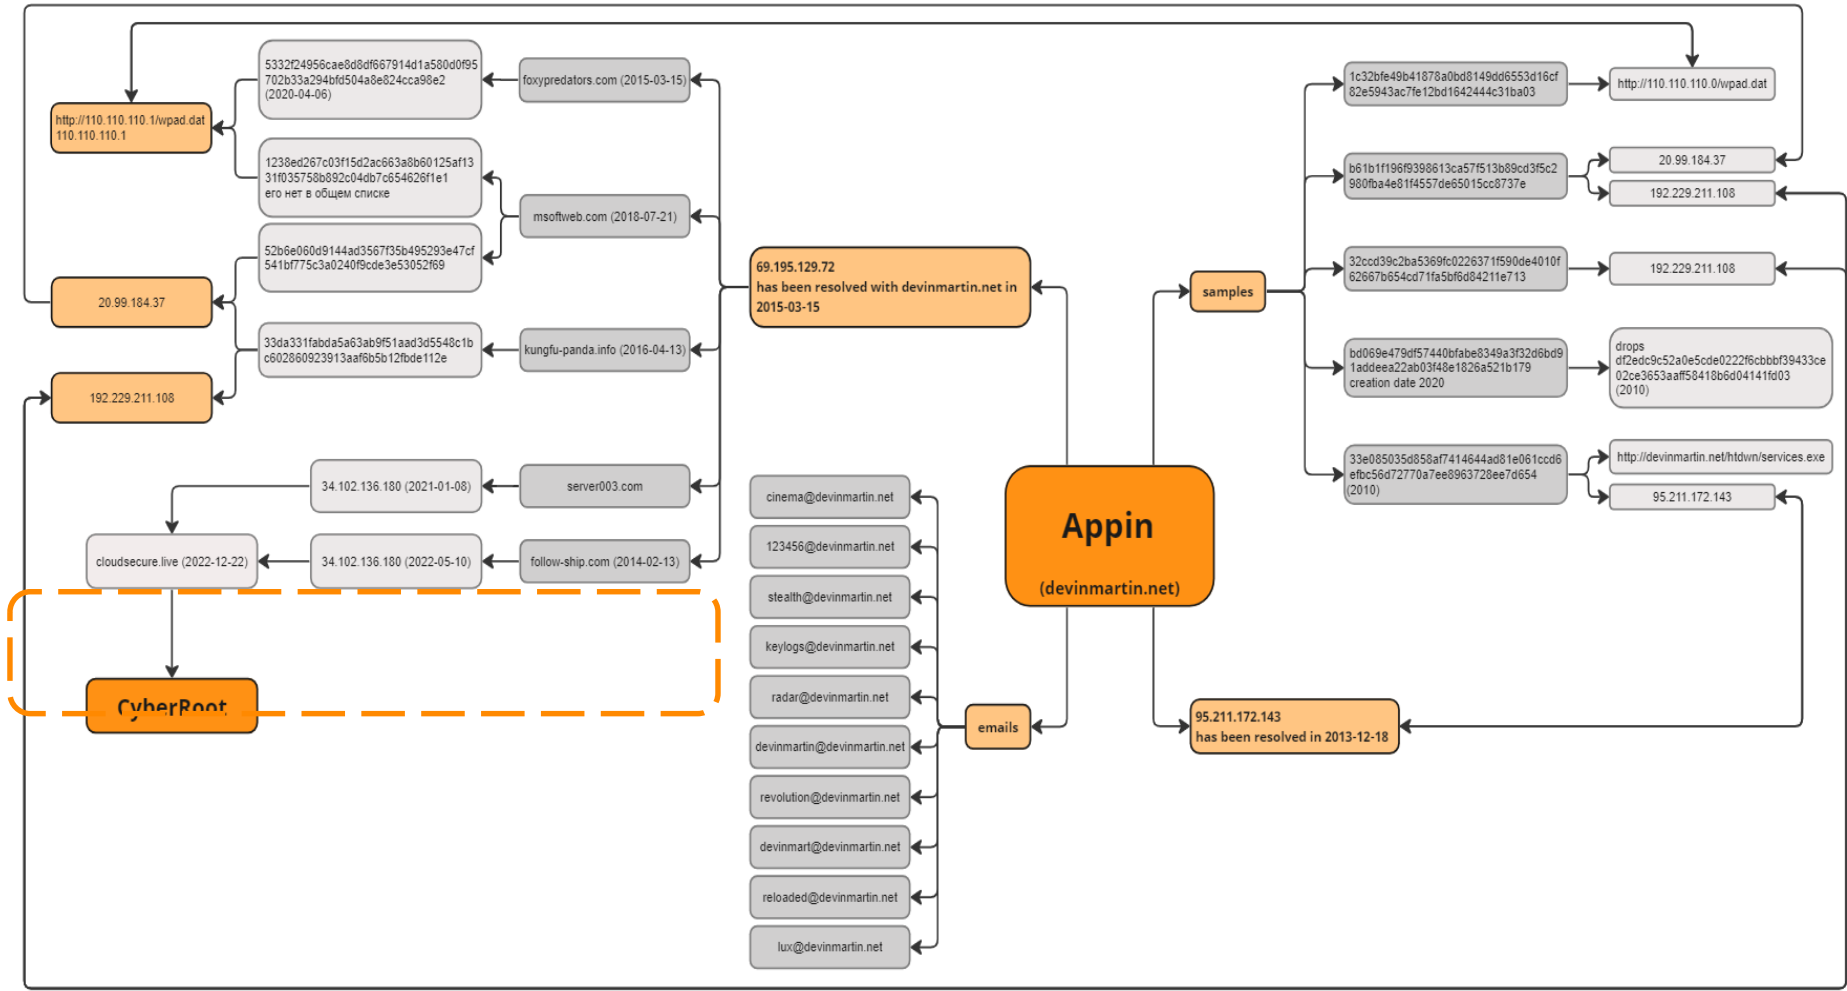 5332f24956cae8d8df667914d1a580d0f95
702b33a294bfd504a8e824cca98e2
(2020-04-06)
foxypredators.com (2015-03-15)
http://110.110.110.1/wpad.dat
110.110.110.1
1238ed267c03f15d2ac663a8b60125af13
31f035758b892c04db7c654626f1e1
его нет в общем списке
msoftweb.com (2018-07-21)
52b6e060d9144ad3567f35b495293e47cf
541bf775c3a0240f9cde3e53052f69
20.99.184.37
33da331fabda5a63ab9f51aad3d5548c1b
c602860923913aaf6b5b12fbde112e
kungfu-panda.info (2016-04-13)
192.229.211.108
34.102.136.180 (2021-01-08)
server003.com
cloudsecure.live (2022-12-22)
34.102.136.180 (2022-05-10)
follow-ship.com (2014-02-13)
CyberRoot
69.195.129.72
has been resolved with devinmartin.net in
2015-03-15
cinema@devinmartin.net
123456@devinmartin.net
stealth@devinmartin.net
keylogs@devinmartin.net
radar@devinmartin.net
devinmartin@devinmartin.net
revolution@devinmartin.net
devinmart@devinmartin.net
reloaded@devinmartin.net
lux@devinmartin.net
emails
Appin
(devinmartin.net)
samples
1c32bfe49b41878a0bd8149dd6553d16cf
82e5943ac7fe12bd1642444c31ba03
http://110.110.110.0/wpad.dat
b61b1f196f9398613ca57f513b89cd3f5c2
980fba4e81f4557de65015cc8737e
20.99.184.37
192.229.211.108
32ccd39c2ba5369fc0226371f590de4010f
62667b654cd71fa5bf6d84211e713
192.229.211.108
bd069e479df57440bfabe8349a3f32d6bd9
1addeea22ab03f48e1826a521b179
creation date 2020
drops
df2edc9c52a0e5cde0222f6cbbbf39433ce
02ce3653aaff58418b6d04141fd03
(2010)
33e085035d858af7414644ad81e061ccd6
efbc56d72770a7ee8963728ee7d654
(2010)
http://devinmartin.net/htdwn/services.exe
95.211.172.143
95.211.172.143
has been resolved in 2013-12-18